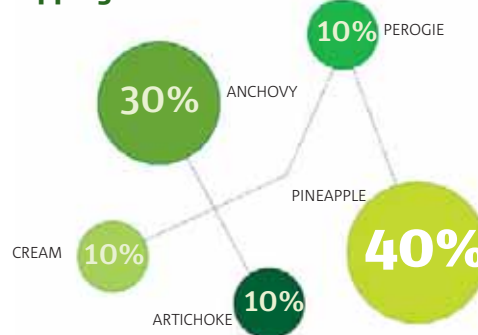 10% PEROGIE
30% ANCHOVY
PINEAPPLE
40%
CREAM 10%
10%
ARTICHOKE